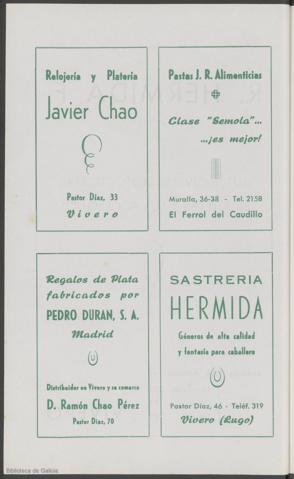 Relojería y Platería
Javier Chao
Pastor Díaz, 33
Vivero
Pastas J. R. Alimenticias
Clase "Semola"...
...¡es mejor!
Muralla, 36-38 - Tel. 2158
El Ferrol del Caudillo
Regalos de Plata
fabricados por
PEDRO DURAN, S. A.
Madrid
Distribuidor en Vivero y su comarca
D. Ramón Chao Pérez
Pastor Díaz, 70
SASTRERIA
HERMIDA
Géneros de alta calidad
y fantasía para caballero
Pastor Díaz, 46 - Teléf. 319
Vivero (Lugo)
Biblioteca de Galicia